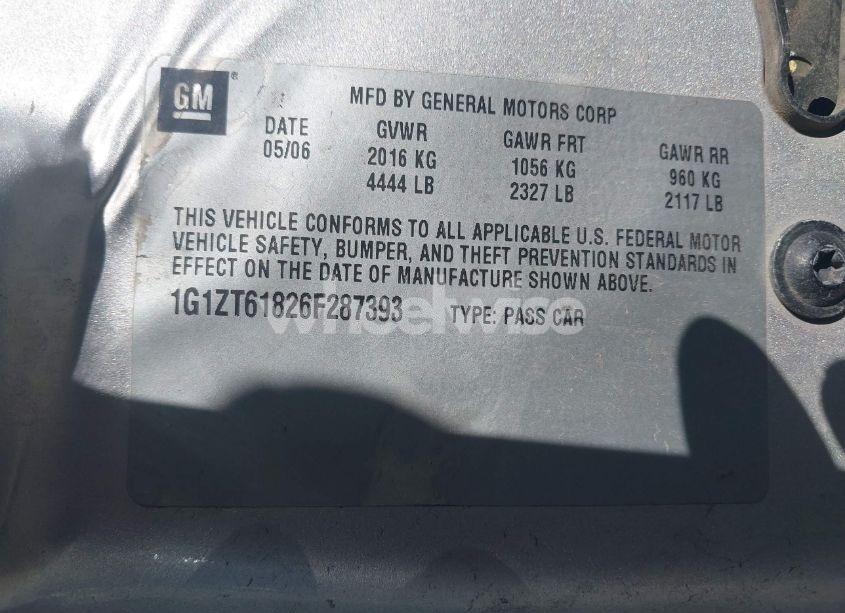 GM ®
MFD BY GENERAL MOTORS CORP
DATE GVWR GAWR FRT GAWR RR
05/06 2016 KG 1056 KG 960 KG
4444 LB 2327 LB 2117 LB
THIS VEHICLE CONFORMS TO ALL APPLICABLE U.S. FEDERAL MOTOR
VEHICLE SAFETY, BUMPER, AND THEFT PREVENTION STANDARDS IN
EFFECT ON THE DATE OF MANUFACTURE SHOWN ABOVE.
1G1ZT61826F287393 TYPE: PASS CAR
wheelwise